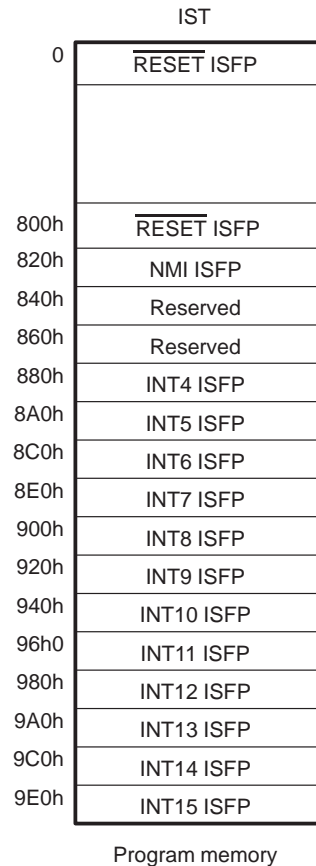 IST
0 RESET ISFP
800h RESET ISFP
820h NMI ISFP
840h Reserved
860h Reserved
880h INT4 ISFP
8A0h INT5 ISFP
8C0h INT6 ISFP
8E0h INT7 ISFP
900h INT8 ISFP
920h INT9 ISFP
940h INT10 ISFP
96h0 INT11 ISFP
980h INT12 ISFP
9A0h INT13 ISFP
9C0h INT14 ISFP
9E0h INT15 ISFP
Program memory